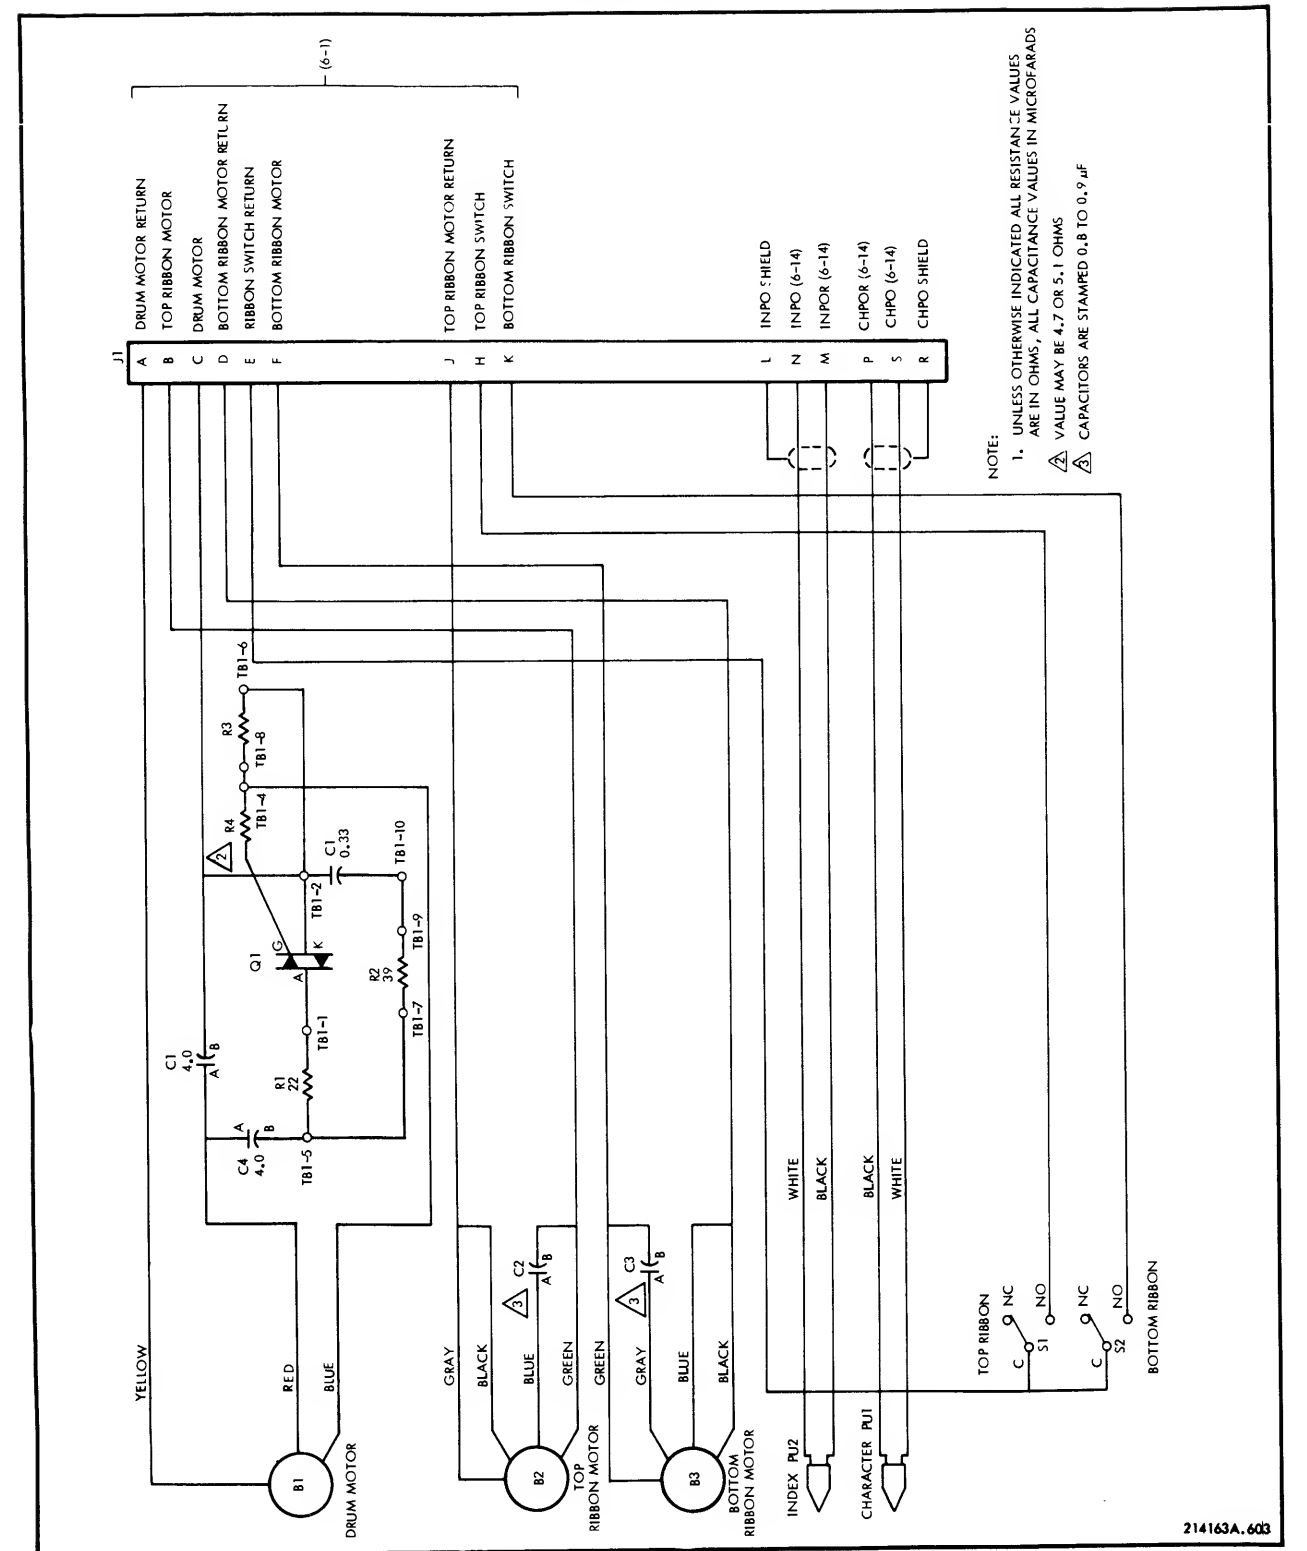 (6-1)
DRUM MOTOR RETURN
TOP RIBBON MOTOR
DRUM MOTOR
BOTTOM RIBBON MOTOR RETURN
RIBBON SWITCH RETURN
BOTTOM RIBBON MOTOR
TOP RIBBON MOTOR RETURN
TOP RIBBON SWITCH
BOTTOM RIBBON SWITCH
INPO SHIELD
INPO (6-14)
INPOR (6-14)
CHPOR (6-14)
CHPO (6-14)
CHPO SHIELD
J1
A
B
C
D
E
F
J
H
K
L
N
M
P
S
R
NOTE:
1. UNLESS OTHERWISE INDICATED ALL RESISTANCE VALUES
ARE IN OHMS, ALL CAPACITANCE VALUES IN MICROFARADS
2 VALUE MAY BE 4.7 OR 5.1 OHMS
3 CAPACITORS ARE STAMPED 0.8 TO 0.9 µF
TB1-6
R3
TB1-8
TB1-4
R4
2
C1
0.33
TB1-10
TB1-2
TB1-9
Q1
G
K
A
R2
39
TB1-7
TB1-1
C1
4.0
A
B
R1
22
C4
4.0
A
B
TB1-5
YELLOW
RED
BLUE
B1
DRUM MOTOR
GRAY
BLACK
BLUE
GREEN
3
C2
A
B
B2
TOP
RIBBON MOTOR
GREEN
GRAY
BLUE
BLACK
3
C3
A
B
B3
BOTTOM
RIBBON MOTOR
WHITE
BLACK
INDEX PU2
BLACK
WHITE
CHARACTER PU1
TOP RIBBON
NC
NO
C
S1
NC
NO
C
S2
BOTTOM RIBBON
214163A.603